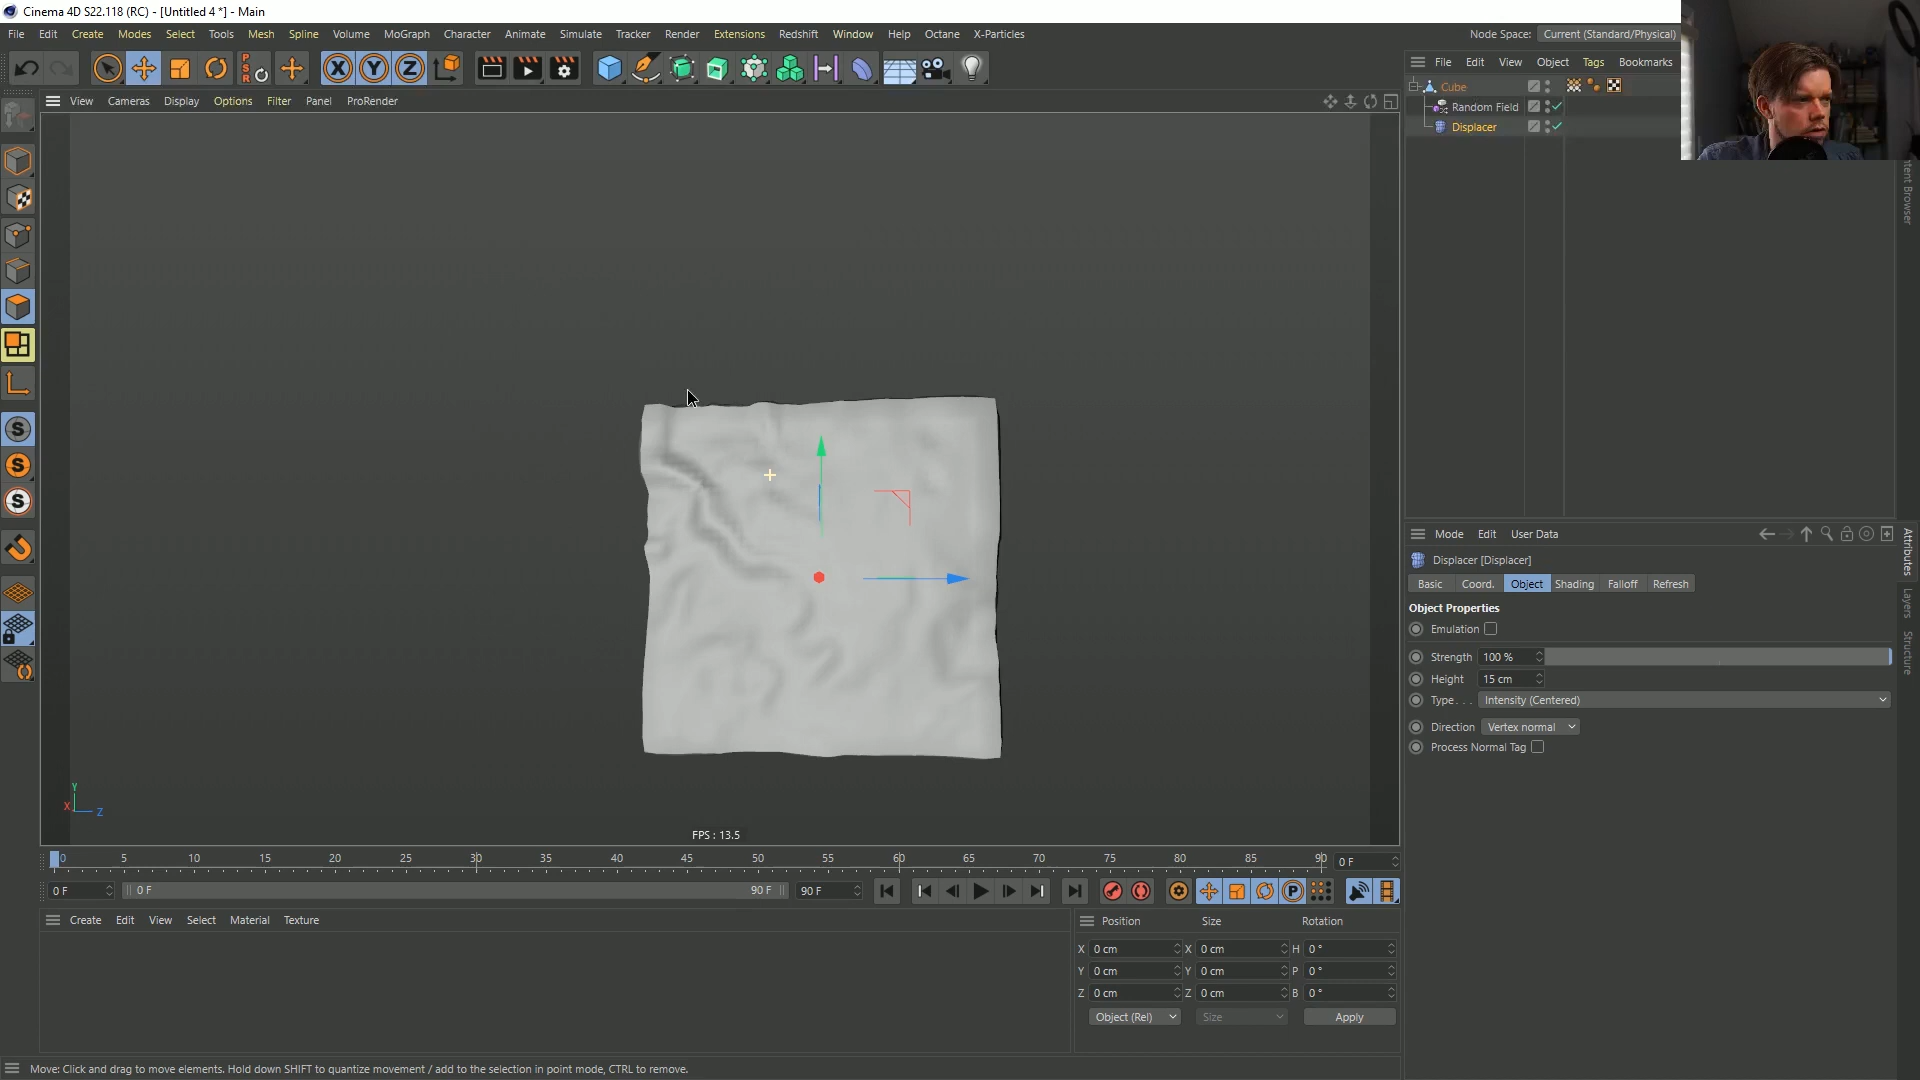 Cinema 4D S22.118 (RC) - [Untitled 4 *] - Main
File Edit Create Modes Select Tools Mesh Spline Volume MoGraph Character Animate Simulate Tracker Render Extensions Redshift Window Help Octane X-Particles
Node Space: Current (Standard/Physical)
P S R
X Y Z
File Edit View Object Tags Bookmarks
Cube
Random Field
Displacer
View Cameras Display Options Filter Panel ProRender
S
S
S
Y
X
Z
FPS : 13.5
Attributes
Layers
Structure
Mode Edit User Data
Displacer [Displacer]
Basic Coord. Object Shading Falloff Refresh
Object Properties
Emulation
Strength 100 %
Height 15 cm
Type . . . Intensity (Centered)
Direction Vertex normal
Process Normal Tag
0 5 10 15 20 25 30 35 40 45 50 55 60 65 70 75 80 85 90 0 F
0 F 0 F 90 F 90 F P
Create Edit View Select Material Texture
Position Size Rotation
X 0 cm X 0 cm H 0 °
Y 0 cm Y 0 cm P 0 °
Z 0 cm Z 0 cm B 0 °
Object (Rel) Size Apply
Move: Click and drag to move elements. Hold down SHIFT to quantize movement / add to the selection in point mode, CTRL to remove.